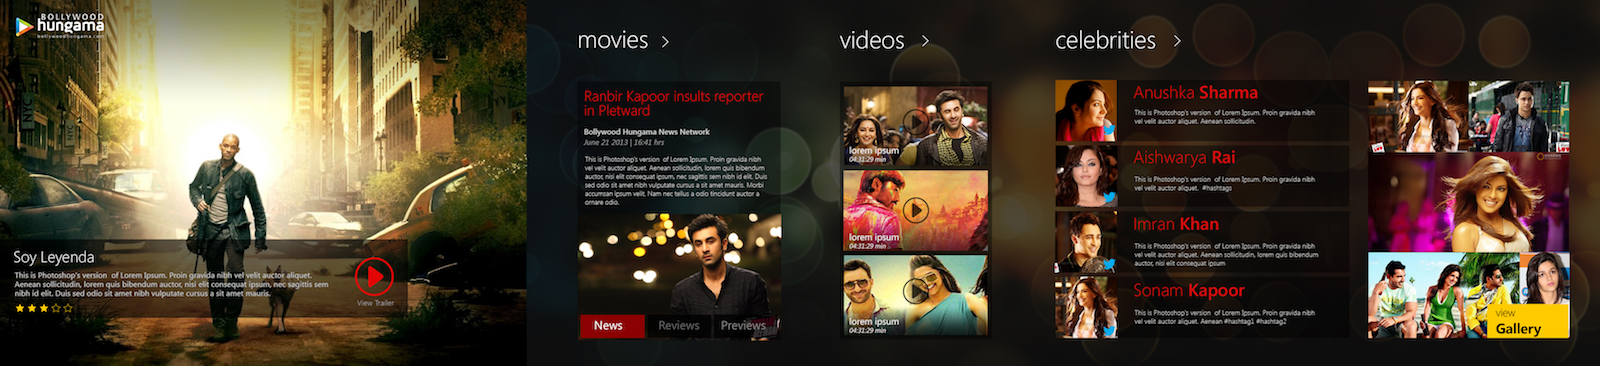 BOLLYWOOD
hungama
bollywoodhungama.com
Soy Leyenda
This is Photoshop's version of Lorem Ipsum. Proin gravida nibh vel velit auctor aliquet.
Aenean sollicitudin, lorem quis bibendum auctor, nisi elit consequat ipsum, nec sagittis sem
nibh id elit. Duis sed odio sit amet nibh vulputate cursus a sit amet mauris.
View Trailer
movies
Ranbir Kapoor insults reporter
in Pletward
Bollywood Hungama News Network
June 21 2013 | 16:41 hrs
This is Photoshop's version of Lorem Ipsum. Proin gravida nibh
vel velit auctor aliquet. Aenean sollicitudin, lorem quis bibendum
auctor, nisi elit consequat ipsum, nec sagittis sem nibh id elit. Duis
sed odio sit amet nibh vulputate cursus a sit amet mauris. Morbi
accumsan ipsum velit. Nam nec tellus a odio tincidunt auctor a
ornare odio.
News
Reviews
Previews
videos
lorem ipsum
04:31:29 min
lorem ipsum
04:31:29 min
lorem ipsum
04:31:29 min
celebrities
Anushka Sharma
This is Photoshop's version of Lorem Ipsum. Proin gravida nibh
vel velit auctor aliquet. Aenean sollicitudin.
Aishwarya Rai
This is Photoshop's version of Lorem Ipsum. Proin gravida nibh
vel velit auctor aliquet. #hashtags
Imran Khan
This is Photoshop's version of Lorem Ipsum. Proin gravida nibh
vel velit auctor aliquet. Aenean sollicitudin, lorem quis bibendum
auctor, nisi elit consequat ipsum
Sonam Kapoor
This is Photoshop's version of Lorem Ipsum. Proin gravida nibh
vel velit auctor aliquet. Aenean #hashtag1 #hashtag2
view
Gallery